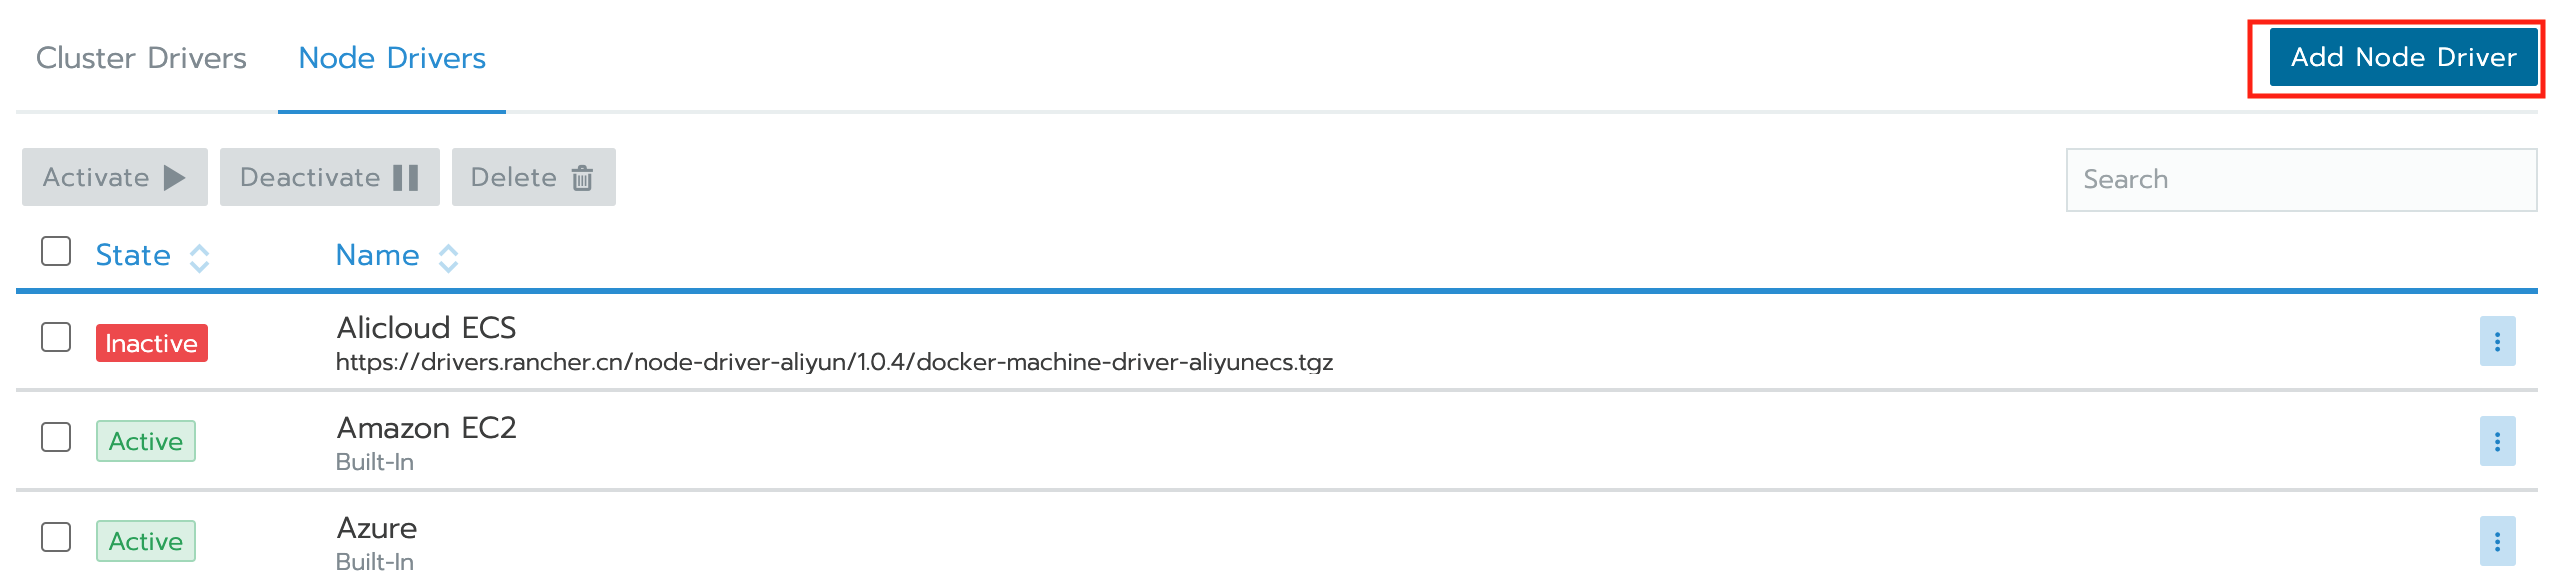 Cluster Drivers Node Drivers Add Node Driver
Activate Deactivate Delete Search
State Name
Inactive Alicloud ECS
https://drivers.rancher.cn/node-driver-aliyun/1.0.4/docker-machine-driver-aliyunecs.tgz
Active Amazon EC2
Built-In
Active Azure
Built-In